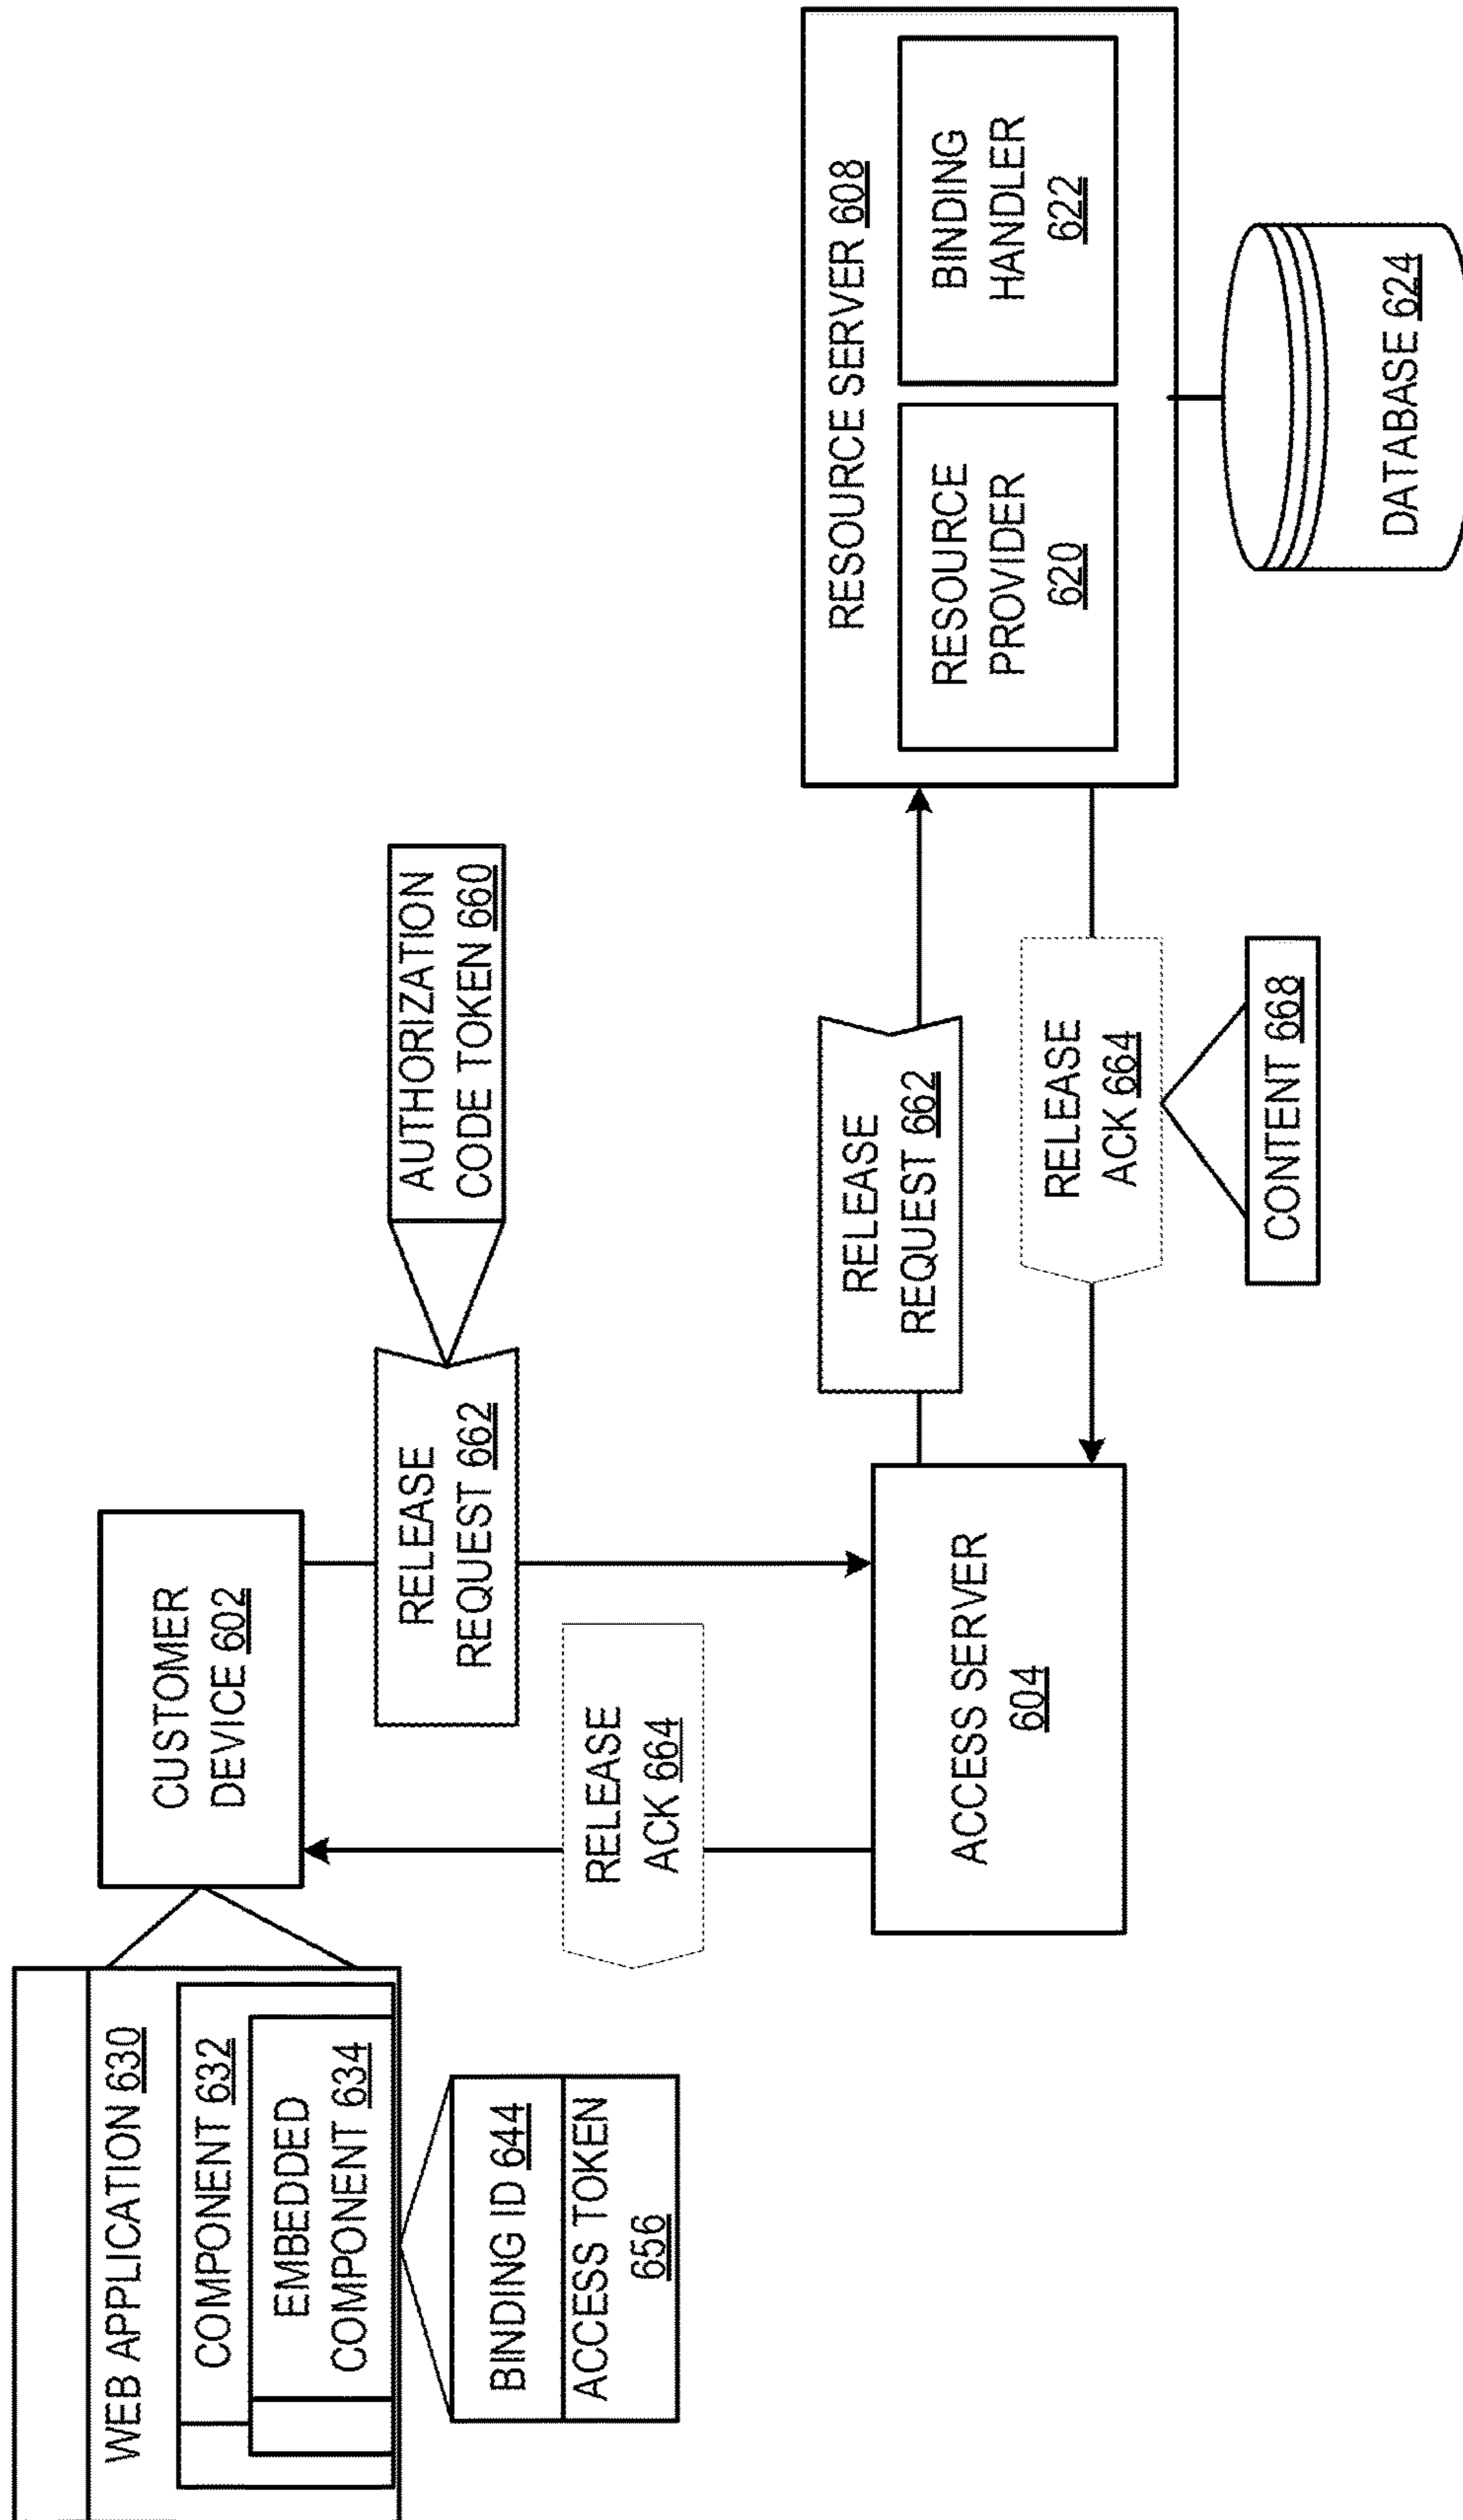 WEB APPLICATION 630
COMPONENT 632
EMBEDDED
COMPONENT 634
BINDING ID 644
ACCESS TOKEN
656
CUSTOMER
DEVICE 602
RELEASE
REQUEST 662
AUTHORIZATION
CODE TOKEN 660
RELEASE
ACK 664
ACCESS SERVER
604
RELEASE
REQUEST 662
RELEASE
ACK 664
CONTENT 668
RESOURCE SERVER 608
RESOURCE
PROVIDER
620
BINDING
HANDLER
622
DATABASE 624